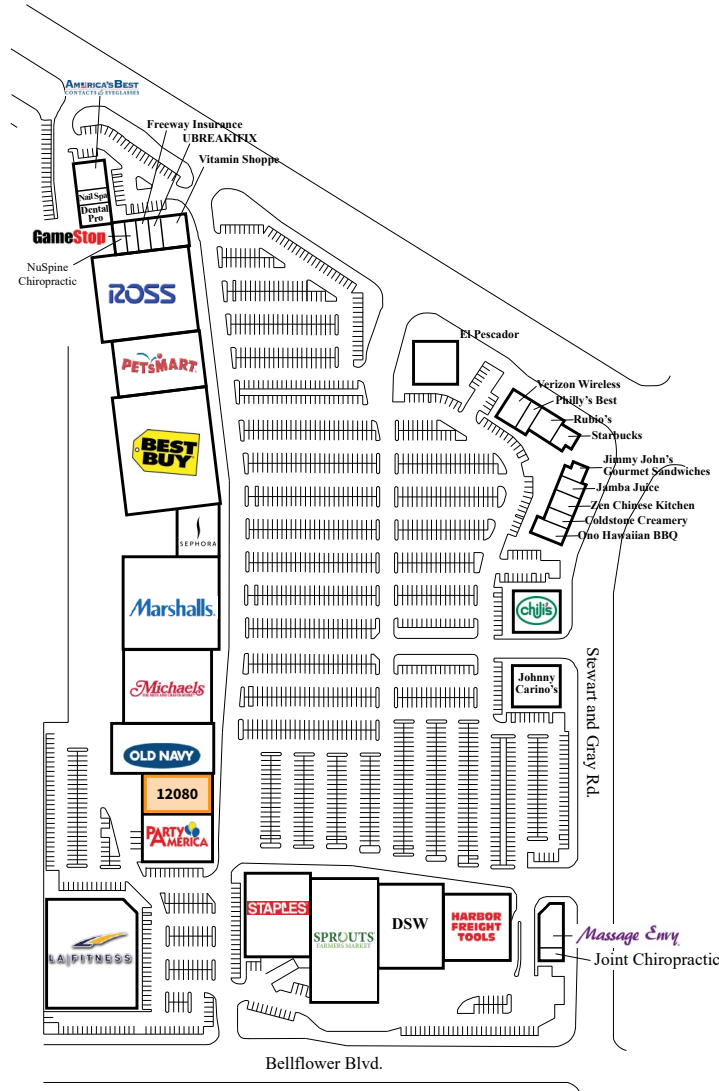 AMERICA'S BEST
CONTACTS & EYEGLASSES
Freeway Insurance
UBREAKIFIX
Vitamin Shoppe
Nail Spa
Dental
Pro
GameStop
NuSpine
Chiropractic
ROSS
PETSMART
El Pescador
Verizon Wireless
Philly's Best
Rubio's
Starbucks
BEST
BUY
Jimmy John's
Gourmet Sandwiches
Jamba Juice
Zen Chinese Kitchen
Coldstone Creamery
Ono Hawaiian BBQ
SEPHORA
Marshalls
chili's
Michaels
Johnny
Carino's
Stewart and Gray Rd.
OLD NAVY
12080
PARTY
AMERICA
STAPLES
SPROUTS
FARMERS MARKET
DSW
HARBOR
FREIGHT
TOOLS
LA|FITNESS
Massage Envy
Joint Chiropractic
Bellflower Blvd.